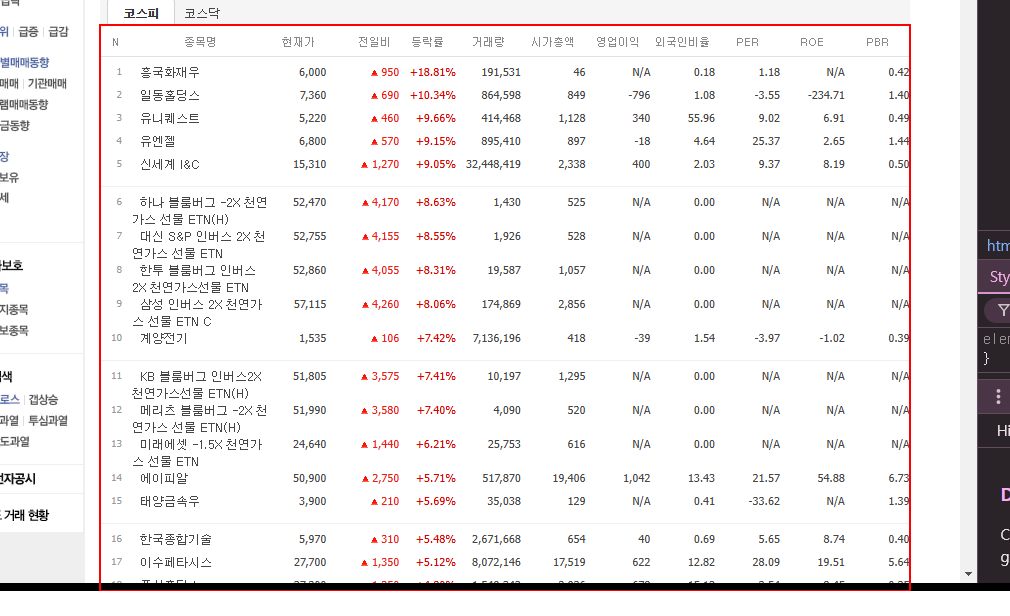 코스피 코스닥
위 급증 급감
별매매동향
매매 기관매매
램매매동향
금동향
장
보유
세
보호
목
지종목
보종목
색
로스 갭상승
과열 투심과열
도과열
전자공시
거래 현황
N 종목명 현재가 전일비 등락률 거래량 시가총액 영업이익 외국인비율 PER ROE PBR
1 흥국화재우 6,000 ▲ 950 +18.81% 191,531 46 N/A 0.18 1.18 N/A 0.42
2 일동홀딩스 7,360 ▲ 690 +10.34% 864,598 849 -796 1.08 -3.55 -234.71 1.40
3 유니퀘스트 5,220 ▲ 460 +9.66% 414,468 1,128 340 55.96 9.02 6.91 0.49
4 유엔젤 6,800 ▲ 570 +9.15% 895,410 897 -18 4.64 25.37 2.65 1.44
5 신세계 I&C 15,310 ▲ 1,270 +9.05% 32,448,419 2,338 400 2.03 9.37 8.19 0.50
6 하나 블룸버그 -2X 천연 52,470 ▲ 4,170 +8.63% 1,430 525 N/A 0.00 N/A N/A N/A
가스 선물 ETN(H)
7 대신 S&P 인버스 2X 천 52,755 ▲ 4,155 +8.55% 1,926 528 N/A 0.00 N/A N/A N/A
연가스 선물 ETN
8 한투 블룸버그 인버스 52,860 ▲ 4,055 +8.31% 19,587 1,057 N/A 0.00 N/A N/A N/A
2X 천연가스선물 ETN
9 삼성 인버스 2X 천연가 57,115 ▲ 4,260 +8.06% 174,869 2,856 N/A 0.00 N/A N/A N/A
스 선물 ETN C
10 계양전기 1,535 ▲ 106 +7.42% 7,136,196 418 -39 1.54 -3.97 -1.02 0.39
11 KB 블룸버그 인버스2X 51,805 ▲ 3,575 +7.41% 10,197 1,295 N/A 0.00 N/A N/A N/A
천연가스선물 ETN(H)
12 메리츠 블룸버그 -2X 천 51,990 ▲ 3,580 +7.40% 4,090 520 N/A 0.00 N/A N/A N/A
연가스선물 ETN(H)
13 미래에셋 -1.5X 천연가 24,640 ▲ 1,440 +6.21% 25,753 616 N/A 0.00 N/A N/A N/A
스 선물 ETN
14 에이피알 50,900 ▲ 2,750 +5.71% 517,870 19,406 1,042 13.43 21.57 54.88 6.73
15 태양금속우 3,900 ▲ 210 +5.69% 35,038 129 N/A 0.41 -33.62 N/A 1.39
16 한국종합기술 5,970 ▲ 310 +5.48% 2,671,668 654 40 0.69 5.65 8.74 0.40
17 이수페타시스 27,700 ▲ 1,350 +5.12% 8,072,146 17,519 622 12.82 28.09 19.51 5.64
htm
Sty
elem
}
Hi
D
C
g